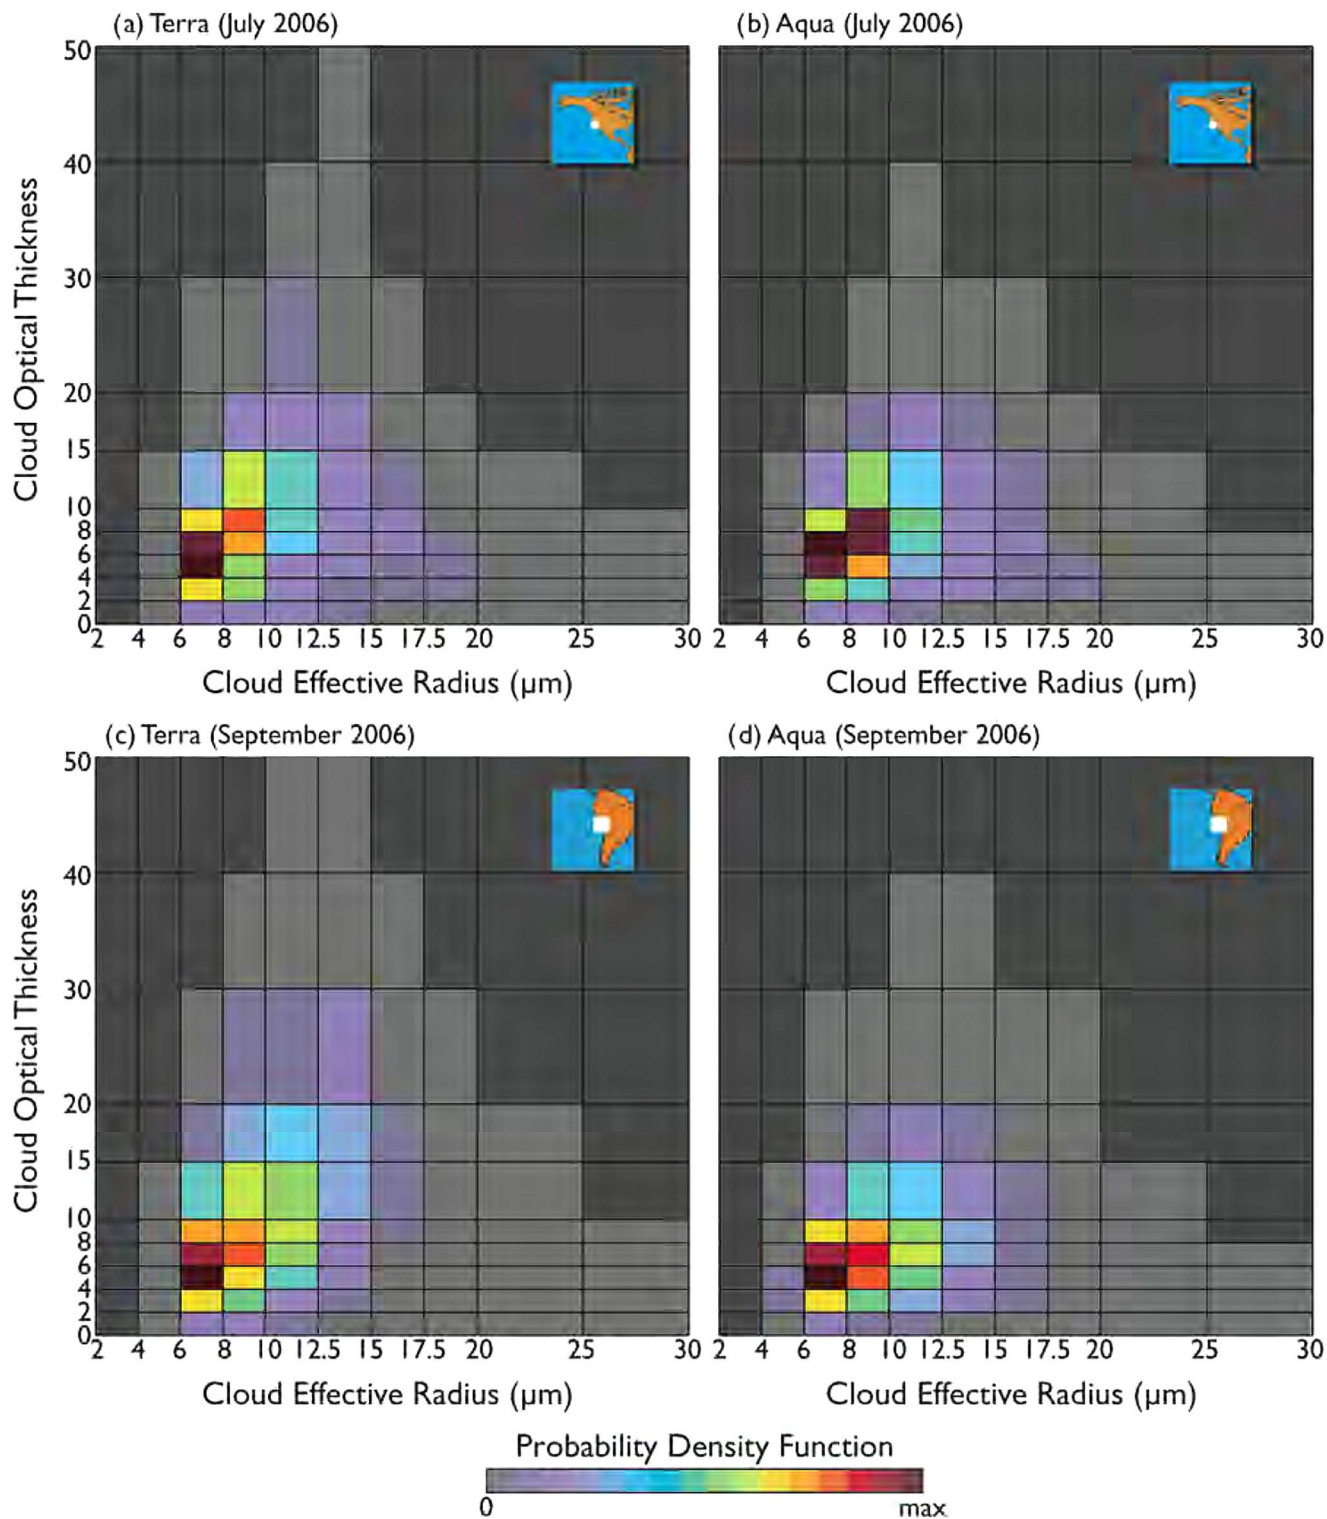 (a) Terra (July 2006)
(b) Aqua (July 2006)
50
40
30
20
15
10
8
6
4
2
0
Cloud Optical Thickness
2 4 6 8 10 12.5 15 17.5 20 25 30
2 4 6 8 10 12.5 15 17.5 20 25 30
Cloud Effective Radius (µm)
Cloud Effective Radius (µm)
(c) Terra (September 2006)
(d) Aqua (September 2006)
50
40
30
20
15
10
8
6
4
2
0
Cloud Optical Thickness
2 4 6 8 10 12.5 15 17.5 20 25 30
2 4 6 8 10 12.5 15 17.5 20 25 30
Cloud Effective Radius (µm)
Cloud Effective Radius (µm)
Probability Density Function
0 max